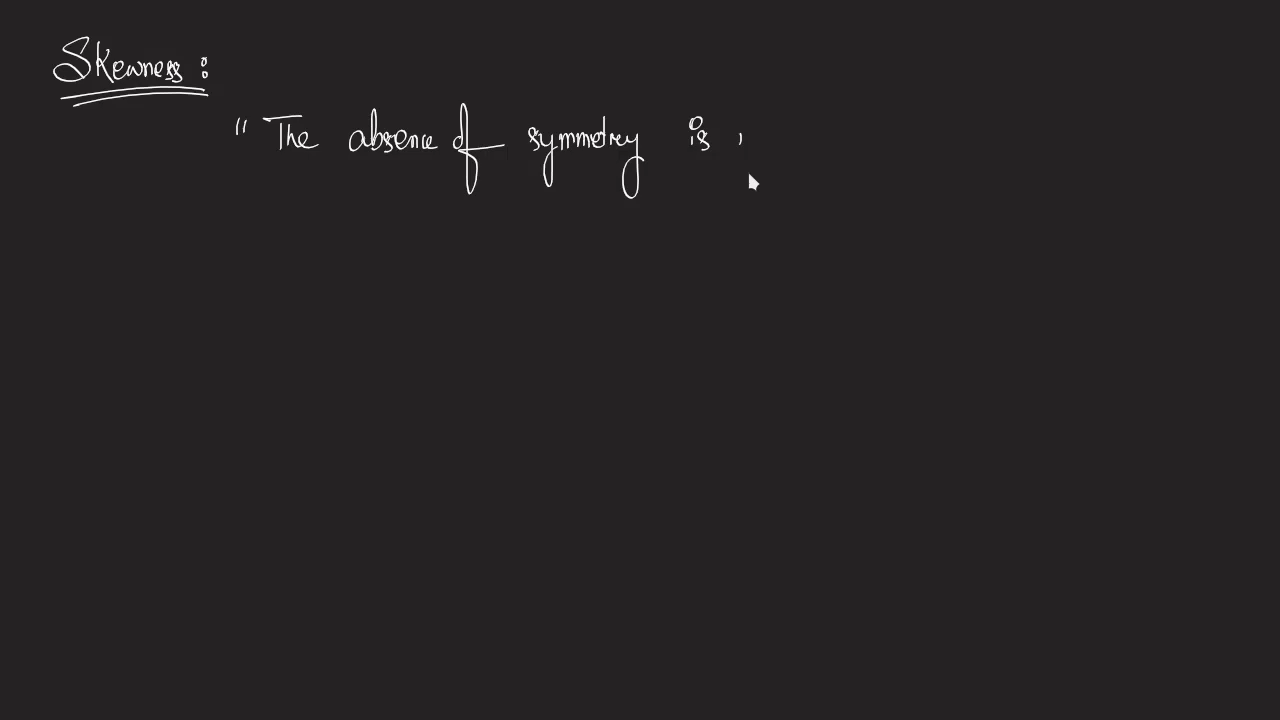 Skewness :
" The absence of symmetry is